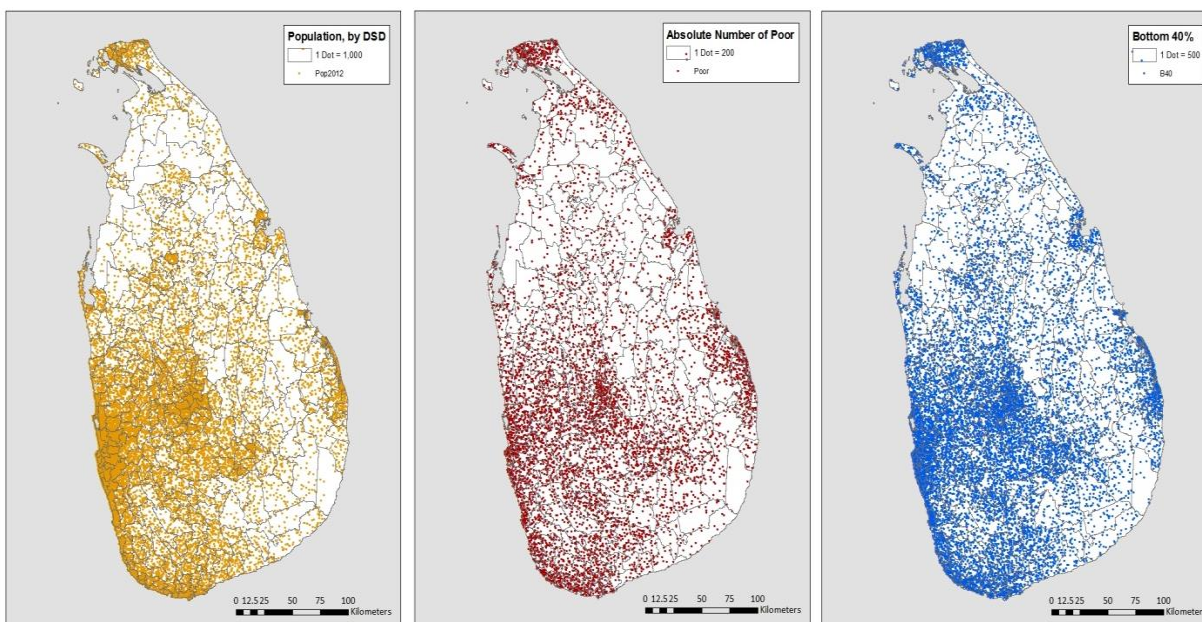 Population, by DSD
1 Dot = 1,000
Pop2012
0 12.5 25 50 75 100
Kilometers
Absolute Number of Poor
1 Dot = 200
Poor
0 12.5 25 50 75 100
Kilometers
Bottom 40%
1 Dot = 500
B40
0 12.5 25 50 75 100
Kilometers